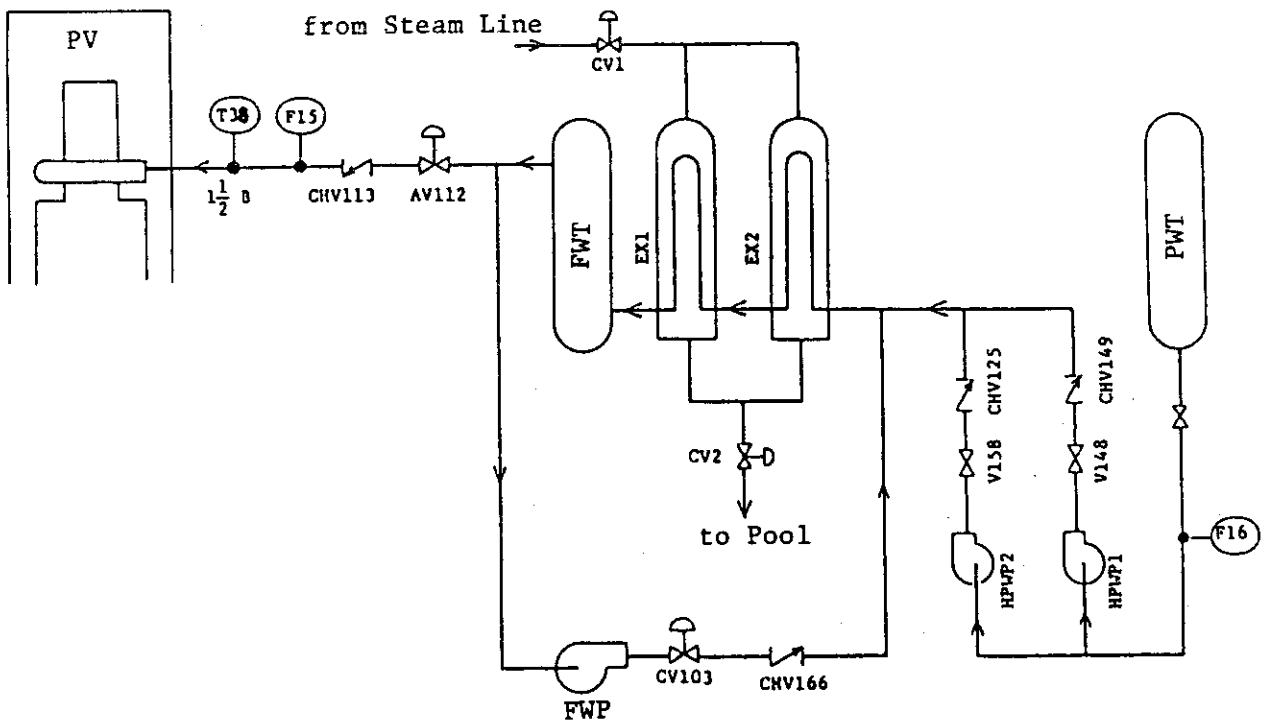 from Steam Line
PV
CV1
T38
F15
1 1/2 B
CHV113
AV112
FWT
EX1
EX2
PWT
CHV125
CHV149
CV2
V158
V148
to Pool
F16
HPWP2
HPWP1
CV103
CHV166
FWP